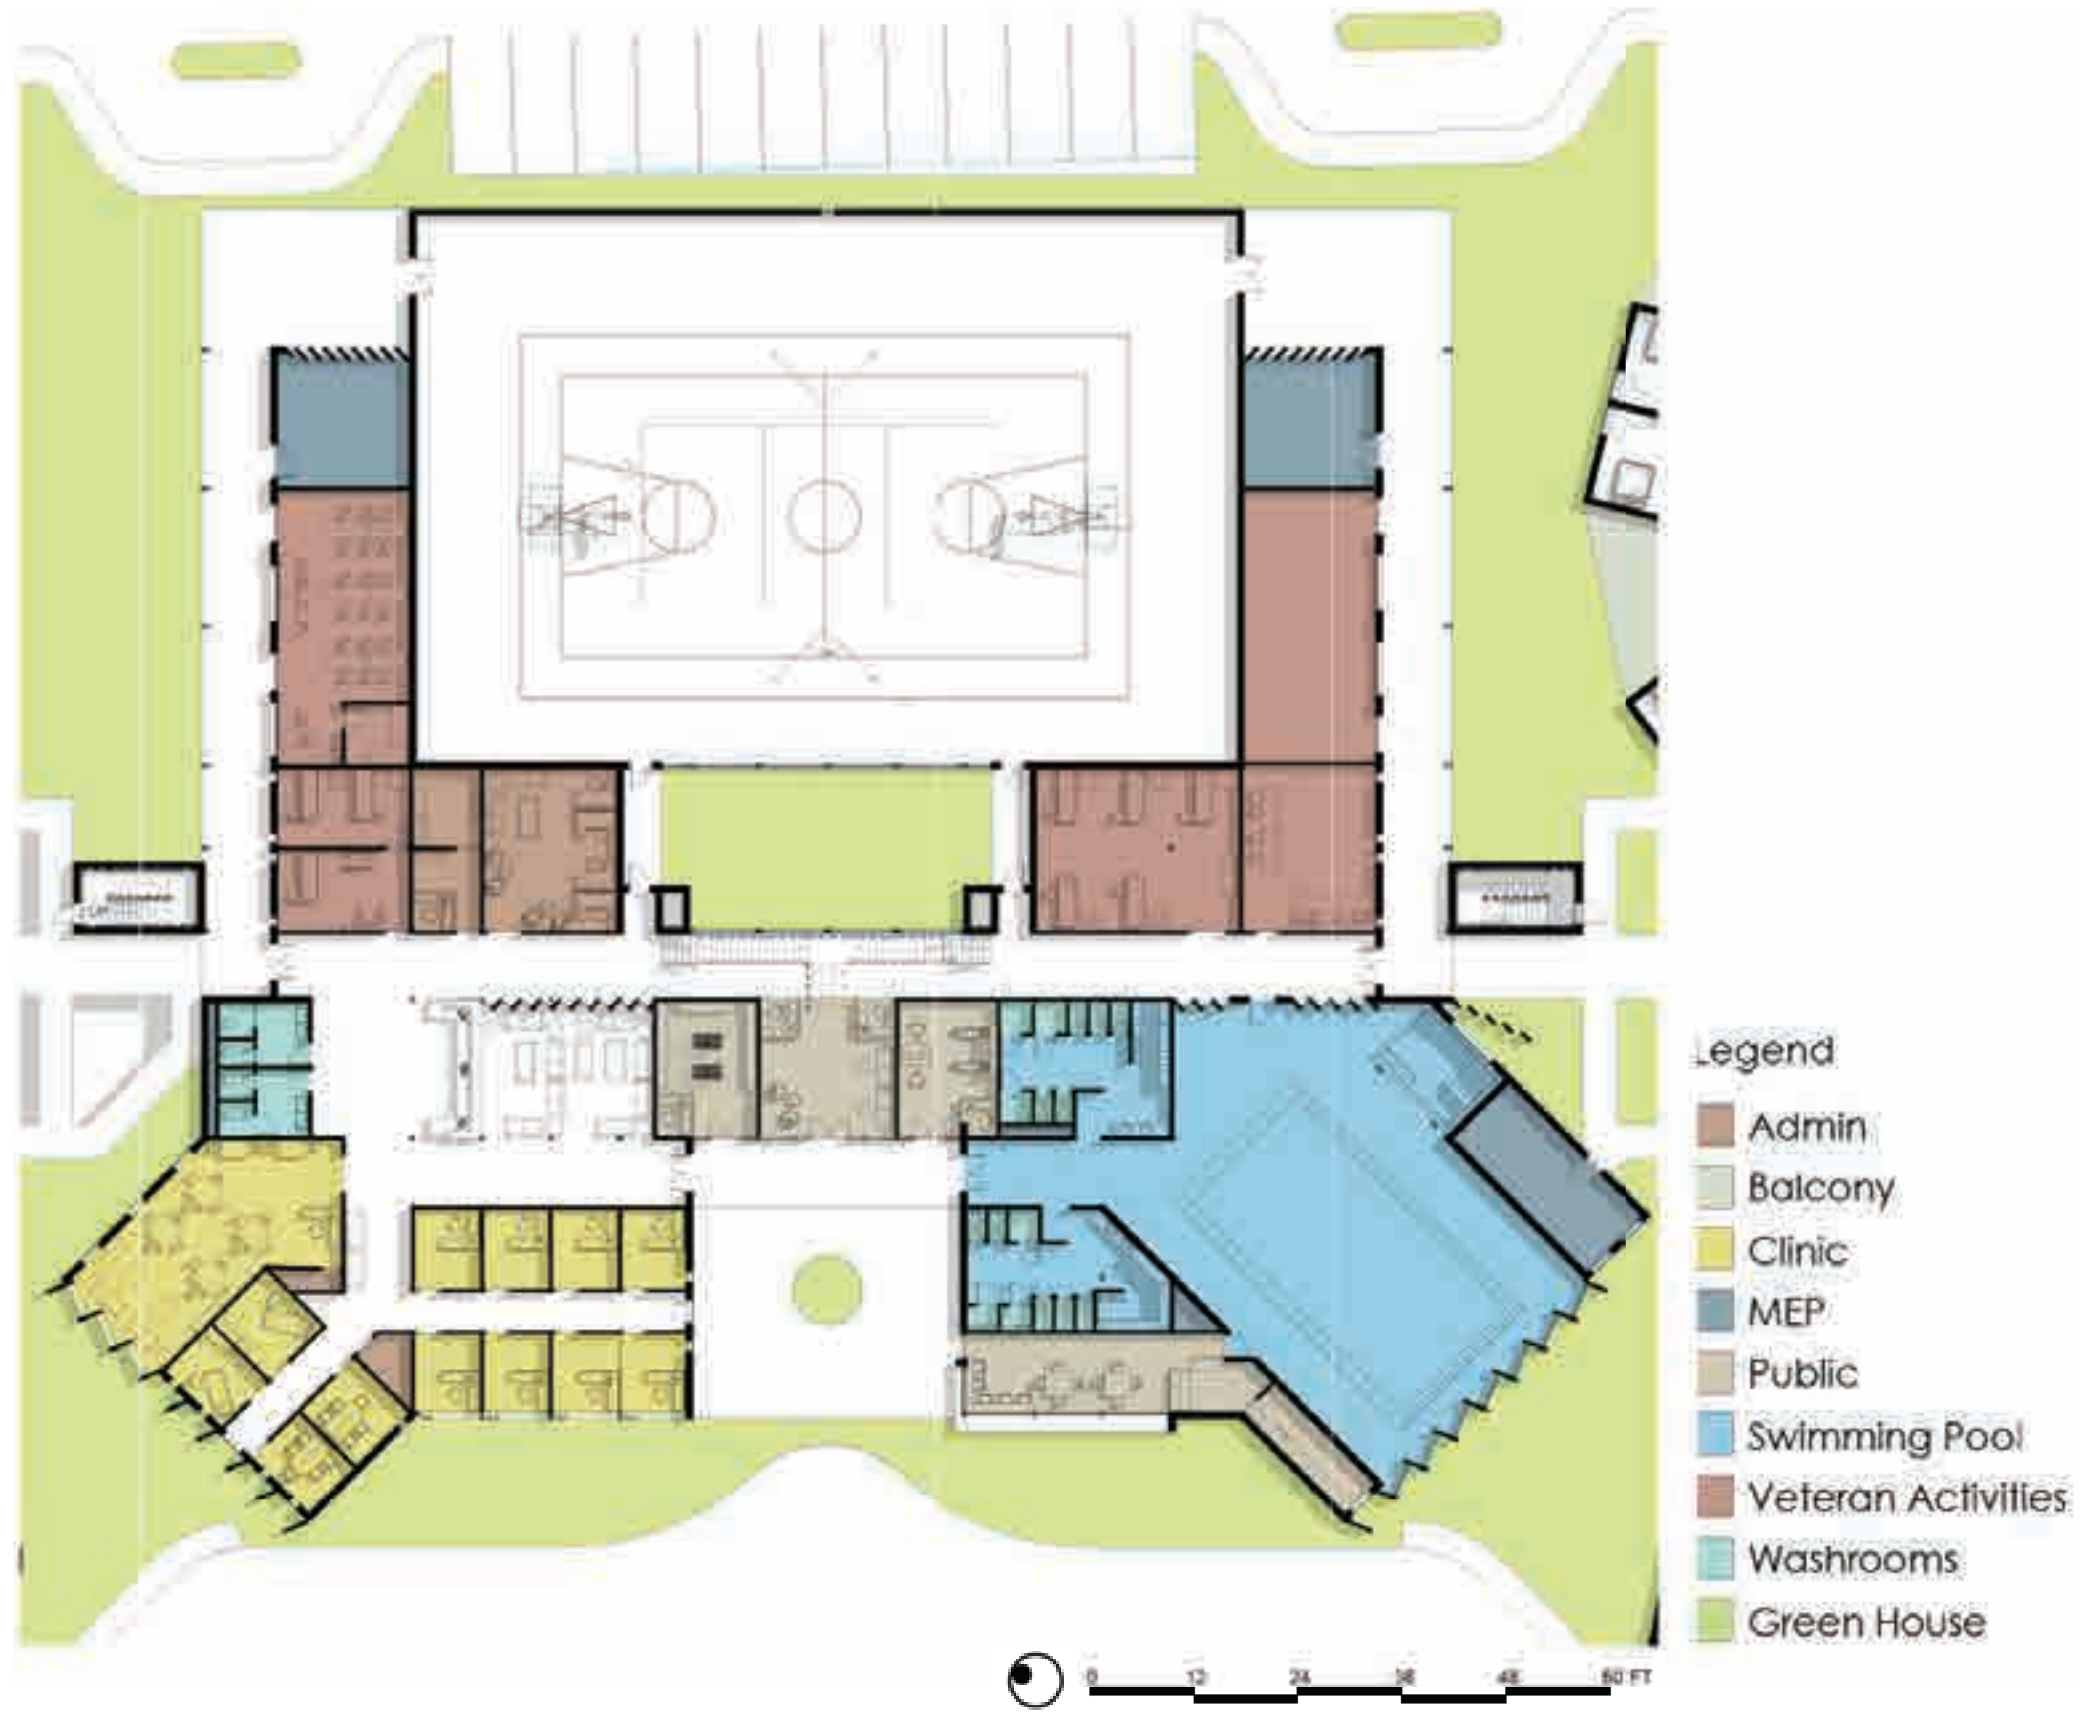 Legend
Admin
Balcony
Clinic
MEP
Public
Swimming Pool
Veteran Activities
Washrooms
Green House
0 12 24 36 48 60 FT